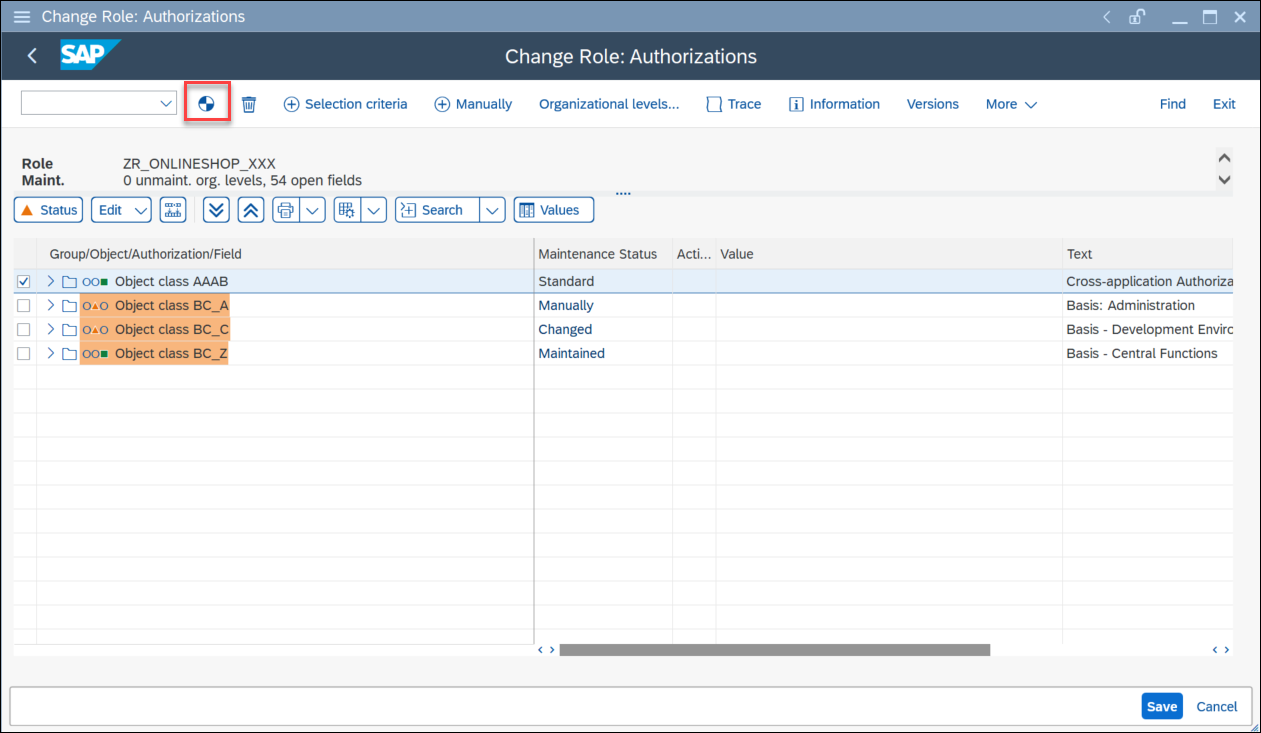 Change Role: Authorizations
SAP
Change Role: Authorizations
Selection criteria Manually Organizational levels... Trace Information Versions More Find Exit
Role ZR_ONLINESHOP_XXX
Maint. 0 unmaint. org. levels, 54 open fields
Status Edit Search Values
Group/Object/Authorization/Field Maintenance Status Acti... Value Text
Object class AAAB Standard Cross-application Authoriza
Object class BC_A Manually Basis: Administration
Object class BC_C Changed Basis - Development Enviro
Object class BC_Z Maintained Basis - Central Functions
Save Cancel